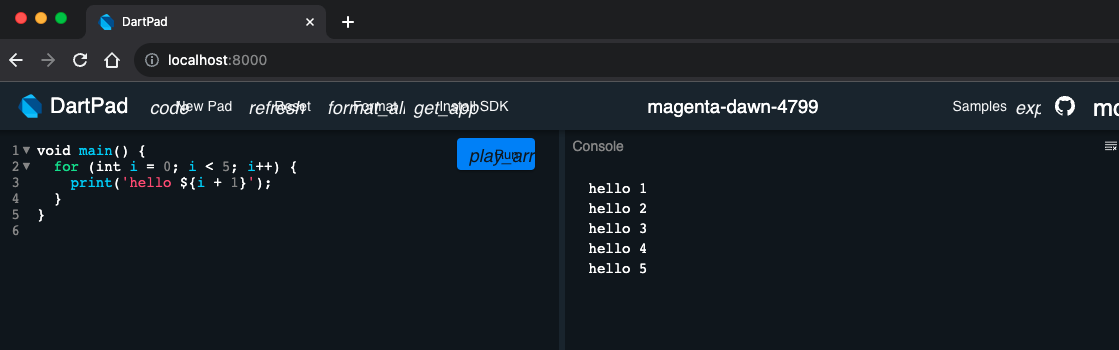 DartPad
localhost:8000
DartPad code New Pad refresh Reset format_al Format get_app Install SDK magenta-dawn-4799 Samples exp mo
play_arr Run
Console
1 void main() {
2 for (int i = 0; i < 5; i++) {
3 print('hello ${i + 1}');
4 }
5 }
6
hello 1
hello 2
hello 3
hello 4
hello 5